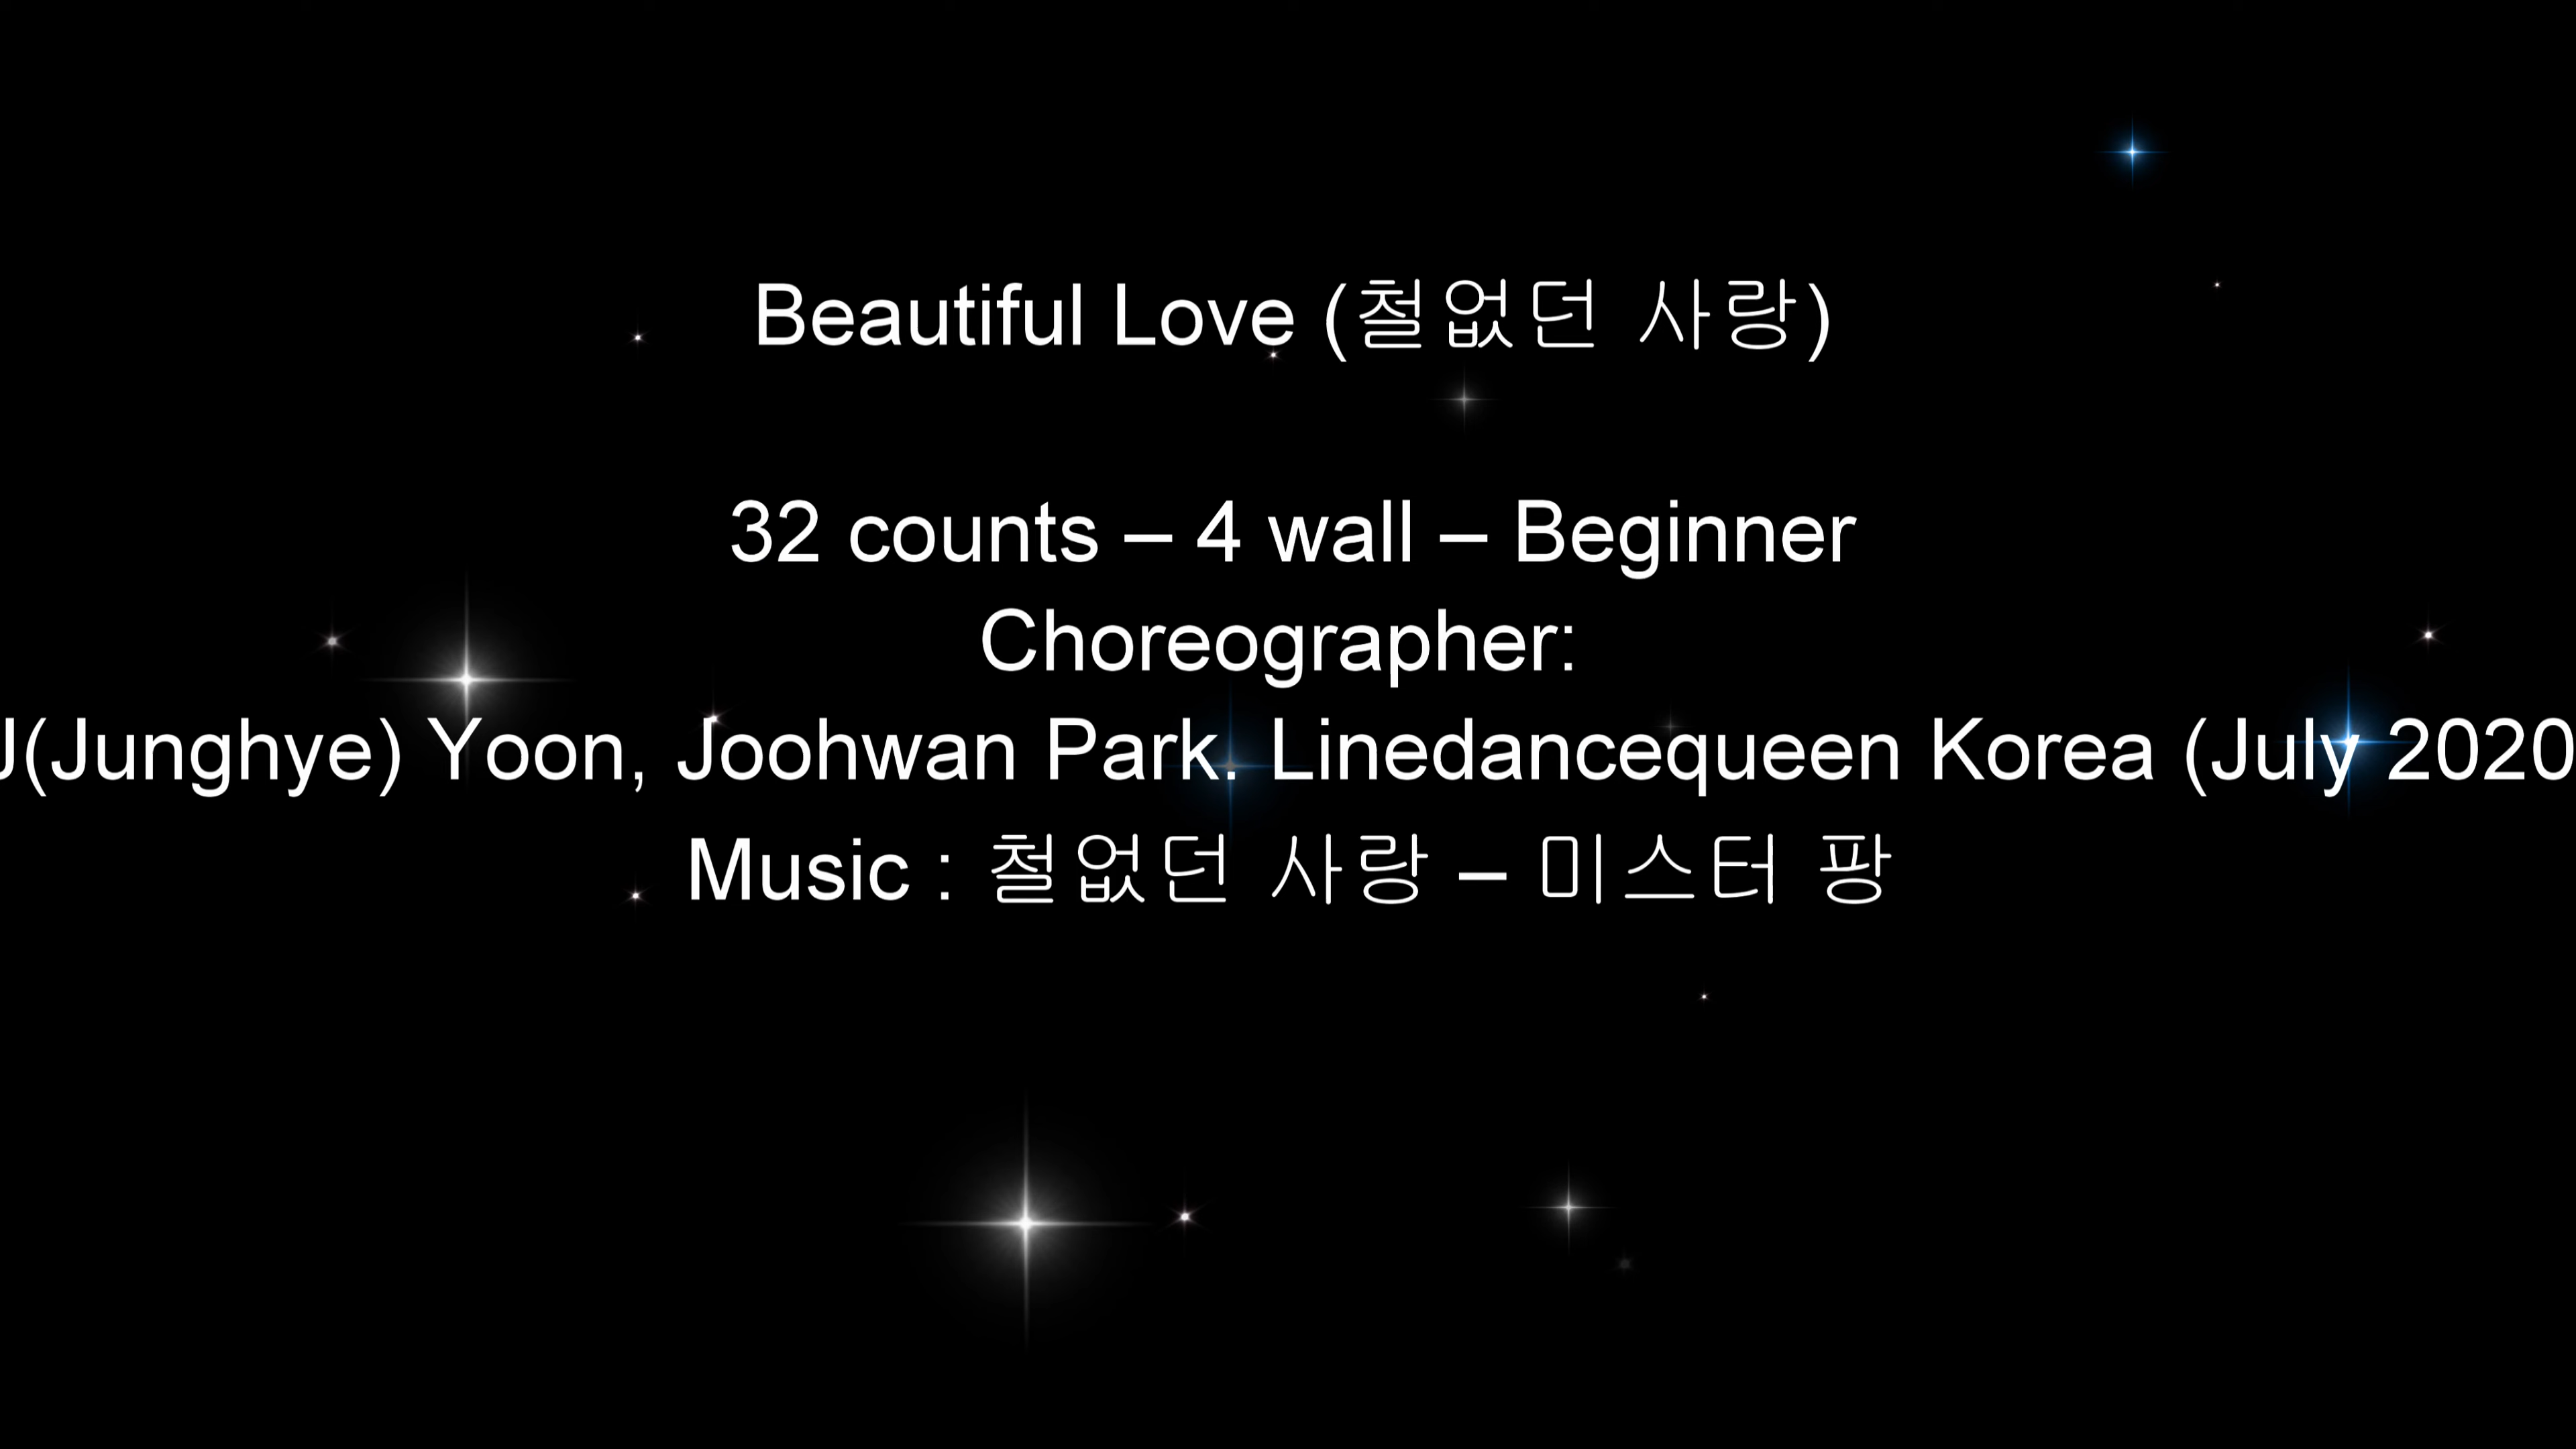 Beautiful Love (철없던 사랑)
32 counts – 4 wall – Beginner
Choreographer:
J(Junghye) Yoon, Joohwan Park. Linedancequeen Korea (July 2020
Music : 철없던 사랑 – 미스터 팡